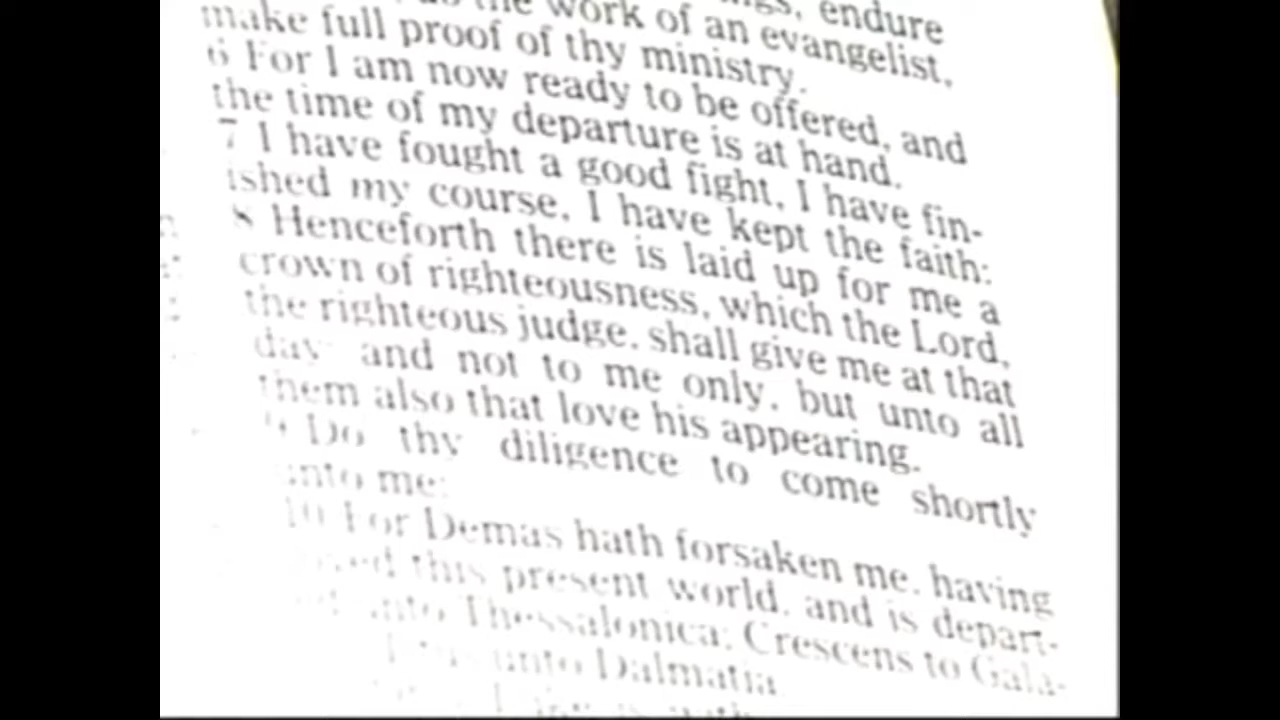 the work of an evangelist,
make full proof of thy ministry.
6 For I am now ready to be offered, and
the time of my departure is at hand.
7 I have fought a good fight, I have fin-
ished my course, I have kept the faith:
8 Henceforth there is laid up for me a
crown of righteousness, which the Lord,
the righteous judge, shall give me at that
day and not to me only, but unto all
them also that love his appearing.
9 Do thy diligence to come shortly
unto me:
10 For Demas hath forsaken me, having
this present world, and is depart-
unto Thessalonica; Crescens to Gala-
unto Dalmatia